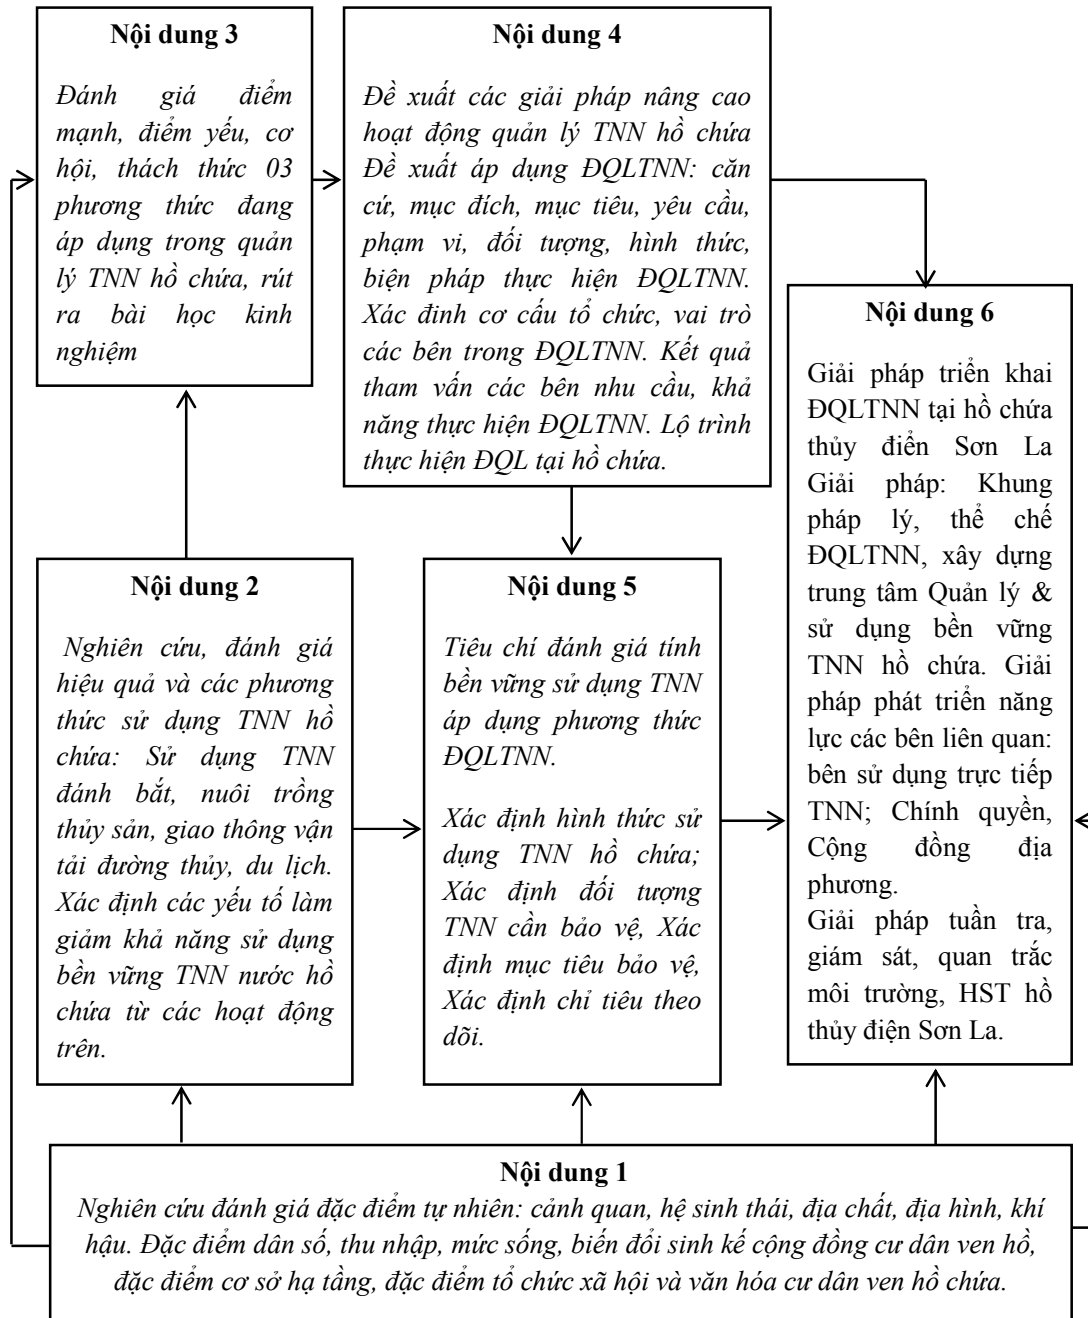 Nội dung 3
Đánh giá điểm
mạnh, điểm yếu, cơ
hội, thách thức 03
phương thức đang
áp dụng trong quản
lý TNN hồ chứa, rút
ra bài học kinh
nghiệm
Nội dung 4
Đề xuất các giải pháp nâng cao
hoạt động quản lý TNN hồ chứa
Đề xuất áp dụng ĐQLTNN: căn
cứ, mục đích, mục tiêu, yêu cầu,
phạm vi, đối tượng, hình thức,
biện pháp thực hiện ĐQLTNN.
Xác đinh cơ cấu tổ chức, vai trò
các bên trong ĐQLTNN. Kết quả
tham vấn các bên nhu cầu, khả
năng thực hiện ĐQLTNN. Lộ trình
thực hiện ĐQL tại hồ chứa.
Nội dung 6
Giải pháp triển khai
ĐQLTNN tại hồ chứa
thủy điển Sơn La
Giải pháp: Khung
pháp lý, thể chế
ĐQLTNN, xây dựng
trung tâm Quản lý &
sử dụng bền vững
TNN hồ chứa. Giải
pháp phát triển năng
lực các bên liên quan:
bên sử dụng trực tiếp
TNN; Chính quyền,
Cộng đồng địa
phương.
Giải pháp tuần tra,
giám sát, quan trắc
môi trường, HST hồ
thủy điện Sơn La.
Nội dung 2
Nghiên cứu, đánh giá
hiệu quả và các phương
thức sử dụng TNN hồ
chứa: Sử dụng TNN
đánh bắt, nuôi trồng
thủy sản, giao thông vận
tải đường thủy, du lịch.
Xác định các yếu tố làm
giảm khả năng sử dụng
bền vững TNN nước hồ
chứa từ các hoạt động
trên.
Nội dung 5
Tiêu chí đánh giá tính
bền vững sử dụng TNN
áp dụng phương thức
ĐQLTNN.
Xác định hình thức sử
dụng TNN hồ chứa;
Xác định đối tượng
TNN cần bảo vệ, Xác
định mục tiêu bảo vệ,
Xác định chỉ tiêu theo
dõi.
Nội dung 1
Nghiên cứu đánh giá đặc điểm tự nhiên: cảnh quan, hệ sinh thái, địa chất, địa hình, khí
hậu. Đặc điểm dân số, thu nhập, mức sống, biến đổi sinh kế cộng đồng cư dân ven hồ,
đặc điểm cơ sở hạ tầng, đặc điểm tổ chức xã hội và văn hóa cư dân ven hồ chứa.